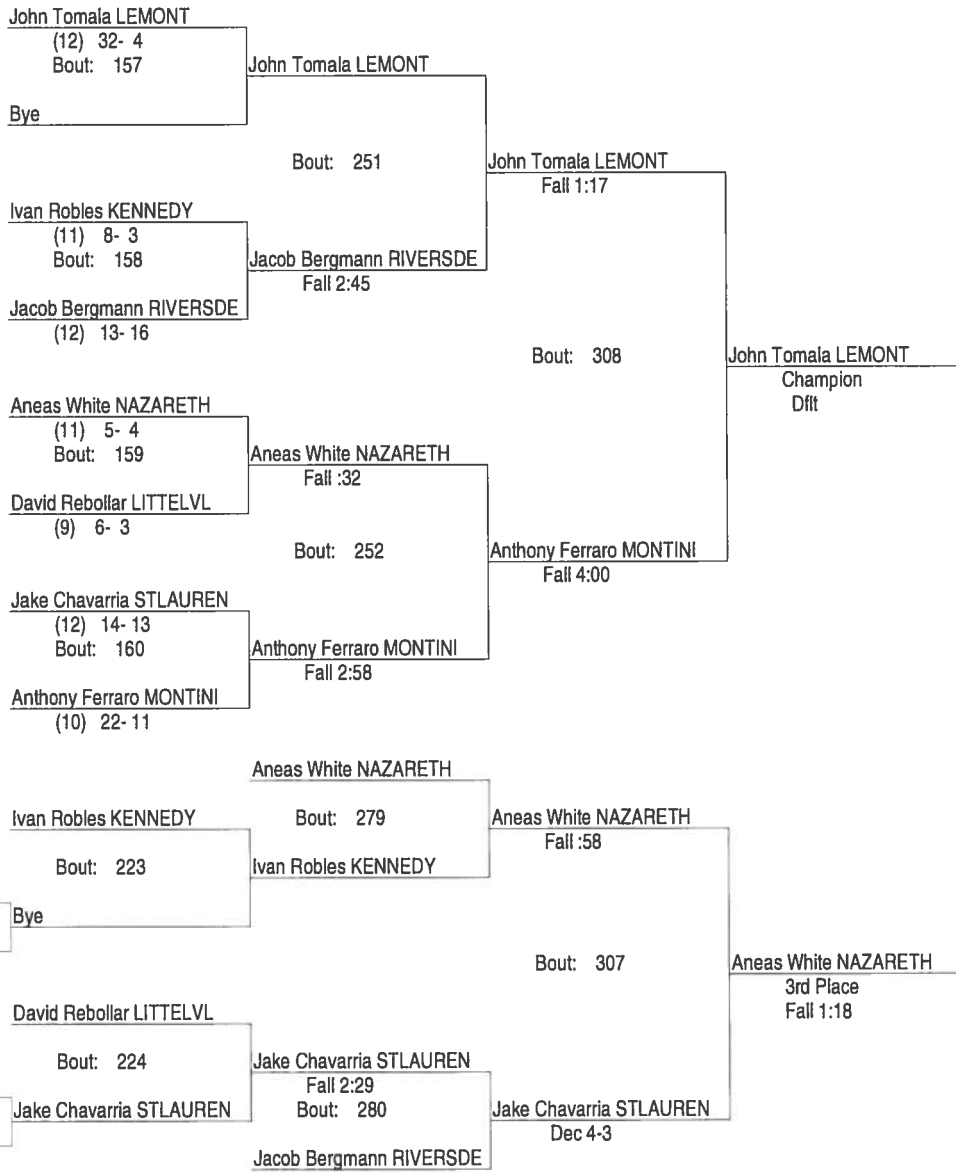 John Tomala LEMONT
(12) 32- 4
Bout: 157
John Tomala LEMONT
Bye
Bout: 251
John Tomala LEMONT
Fall 1:17
Ivan Robles KENNEDY
(11) 8- 3
Bout: 158
Jacob Bergmann RIVERSDE
Fall 2:45
Jacob Bergmann RIVERSDE
(12) 13- 16
Bout: 308
John Tomala LEMONT
Champion
Dflt
Aneas White NAZARETH
(11) 5- 4
Bout: 159
Aneas White NAZARETH
Fall :32
David Rebollar LITTELVL
(9) 6- 3
Bout: 252
Anthony Ferraro MONTINI
Fall 4:00
Jake Chavarria STLAUREN
(12) 14- 13
Bout: 160
Anthony Ferraro MONTINI
Fall 2:58
Anthony Ferraro MONTINI
(10) 22- 11
Aneas White NAZARETH
Ivan Robles KENNEDY
Bout: 279
Aneas White NAZARETH
Fall :58
Bout: 223
Ivan Robles KENNEDY
Bye
Bout: 307
Aneas White NAZARETH
3rd Place
Fall 1:18
David Rebollar LITTELVL
Bout: 224
Jake Chavarria STLAUREN
Fall 2:29
Jake Chavarria STLAUREN
Bout: 280
Jake Chavarria STLAUREN
Dec 4-3
Jacob Bergmann RIVERSDE